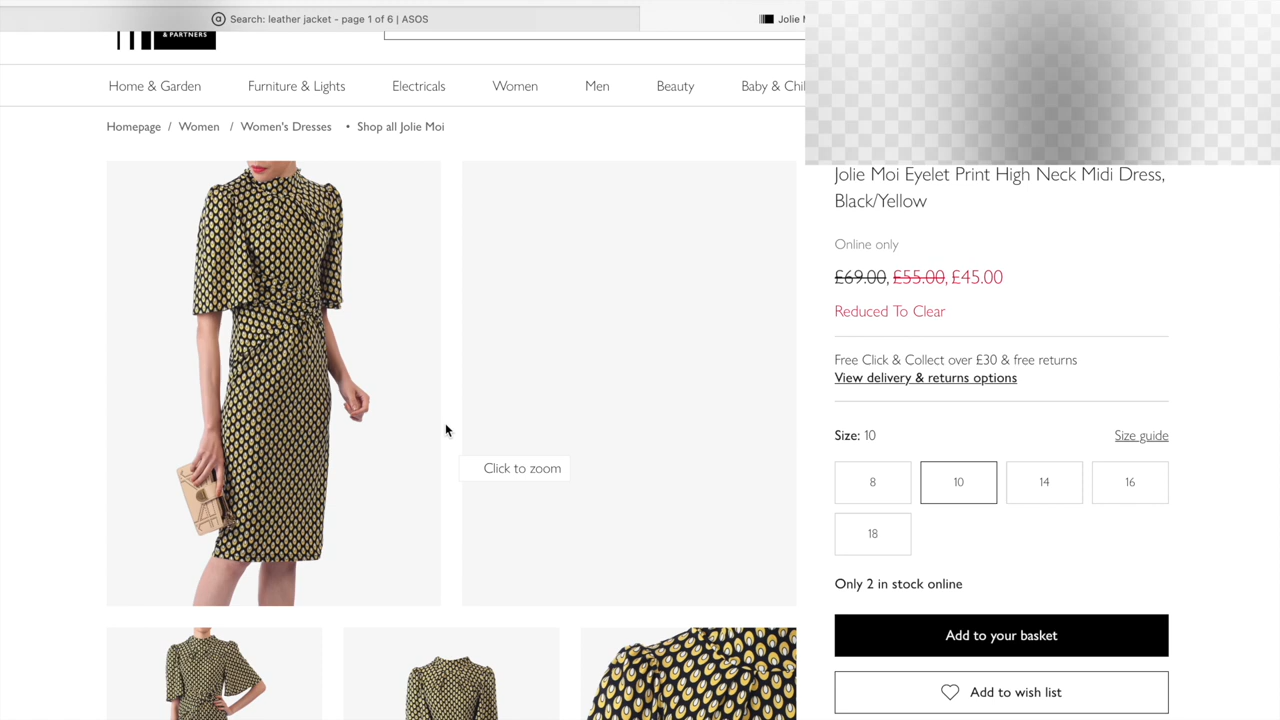 Search: leather jacket - page 1 of 6 | ASOS
Jolie M
& PARTNERS
Home & Garden Furniture & Lights Electricals Women Men Beauty Baby & Chil
Homepage / Women / Women's Dresses • Shop all Jolie Moi
Jolie Moi Eyelet Print High Neck Midi Dress,
Black/Yellow
Online only
£69.00, £55.00, £45.00
Reduced To Clear
Free Click & Collect over £30 & free returns
View delivery & returns options
Size: 10
Size guide
8 10 14 16
18
Click to zoom
Only 2 in stock online
Add to your basket
Add to wish list